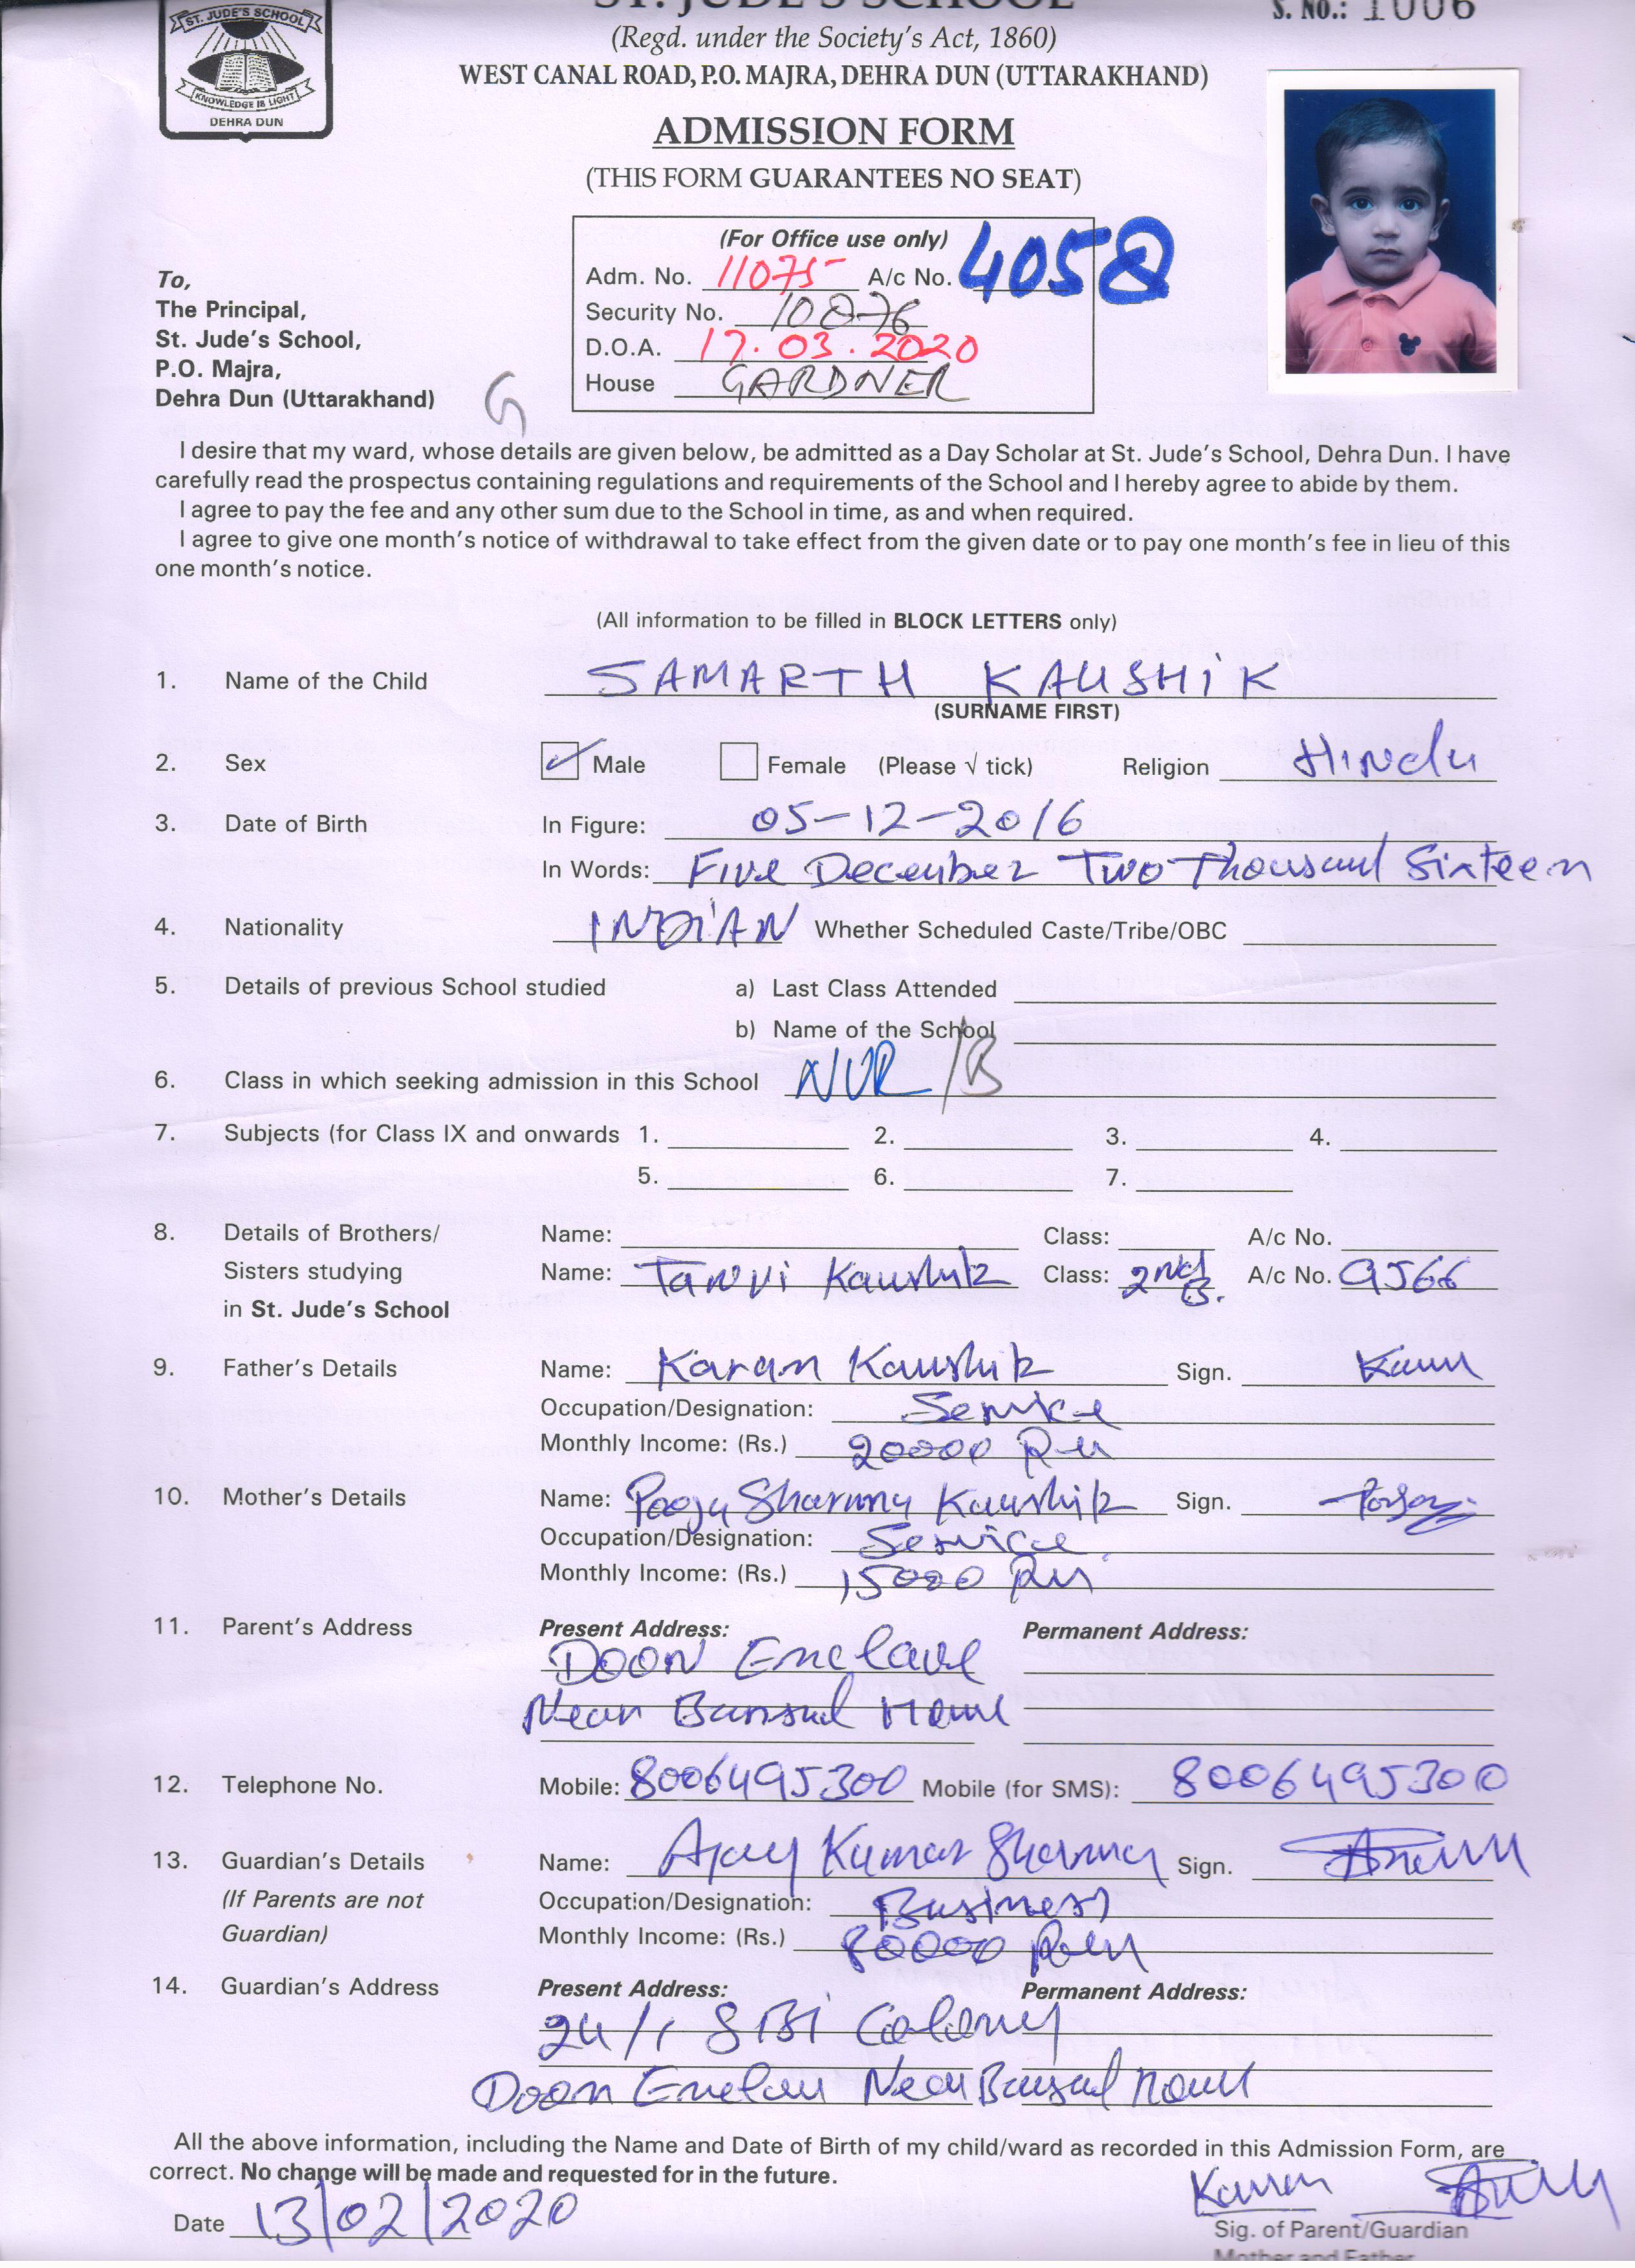 ST. JUDE'S SCHOOL
S. No.: 1006
ST. JUDE'S SCHOOL
KNOWLEDGE IS LIGHT
DEHRA DUN
(Regd. under the Society's Act, 1860)
WEST CANAL ROAD, P.O. MAJRA, DEHRA DUN (UTTARAKHAND)
ADMISSION FORM
(THIS FORM GUARANTEES NO SEAT)
(For Office use only)
Adm. No. 11075 A/c No. 4058
Security No. 10876
D.O.A. 17.03.2020
House GARDNER
To,
The Principal,
St. Jude's School,
P.O. Majra,
Dehra Dun (Uttarakhand)
G
I desire that my ward, whose details are given below, be admitted as a Day Scholar at St. Jude's School, Dehra Dun. I have
carefully read the prospectus containing regulations and requirements of the School and I hereby agree to abide by them.
I agree to pay the fee and any other sum due to the School in time, as and when required.
I agree to give one month's notice of withdrawal to take effect from the given date or to pay one month's fee in lieu of this
one month's notice.
(All information to be filled in BLOCK LETTERS only)
1. Name of the Child SAMARTH KAUSHIK
(SURNAME FIRST)
2. Sex Male Female (Please √ tick) Religion Hindu
3. Date of Birth In Figure: 05-12-2016
In Words: Five December Two Thousand Sixteen
4. Nationality INDIAN Whether Scheduled Caste/Tribe/OBC
5. Details of previous School studied a) Last Class Attended
b) Name of the School
6. Class in which seeking admission in this School NUR/B
7. Subjects (for Class IX and onwards 1. 2. 3. 4.
5. 6. 7.
8. Details of Brothers/ Name: Class: A/c No.
Sisters studying Name: Tanvi Kaushik Class: 2nd B. A/c No. 9566
in St. Jude's School
9. Father's Details Name: Karan Kaushik Sign.
Occupation/Designation: Service
Monthly Income: (Rs.) 20000
10. Mother's Details Name: Pooja Sharma Kaushik Sign.
Occupation/Designation: Service
Monthly Income: (Rs.) 15000
11. Parent's Address Present Address: Permanent Address:
DOON Enclave
Near Bansal Home
12. Telephone No. Mobile: 8006495300 Mobile (for SMS): 8006495300
13. Guardian's Details Name: Ajay Kumar Sharma Sign.
(If Parents are not Occupation/Designation: Business
Guardian) Monthly Income: (Rs.) 80000
14. Guardian's Address Present Address: Permanent Address:
24/1 SBI Colony
Doon Enclave Near Bansal Home
All the above information, including the Name and Date of Birth of my child/ward as recorded in this Admission Form, are
correct. No change will be made and requested for in the future.
Date 13/02/2020 Karan
Sig. of Parent/Guardian
Mother and Father